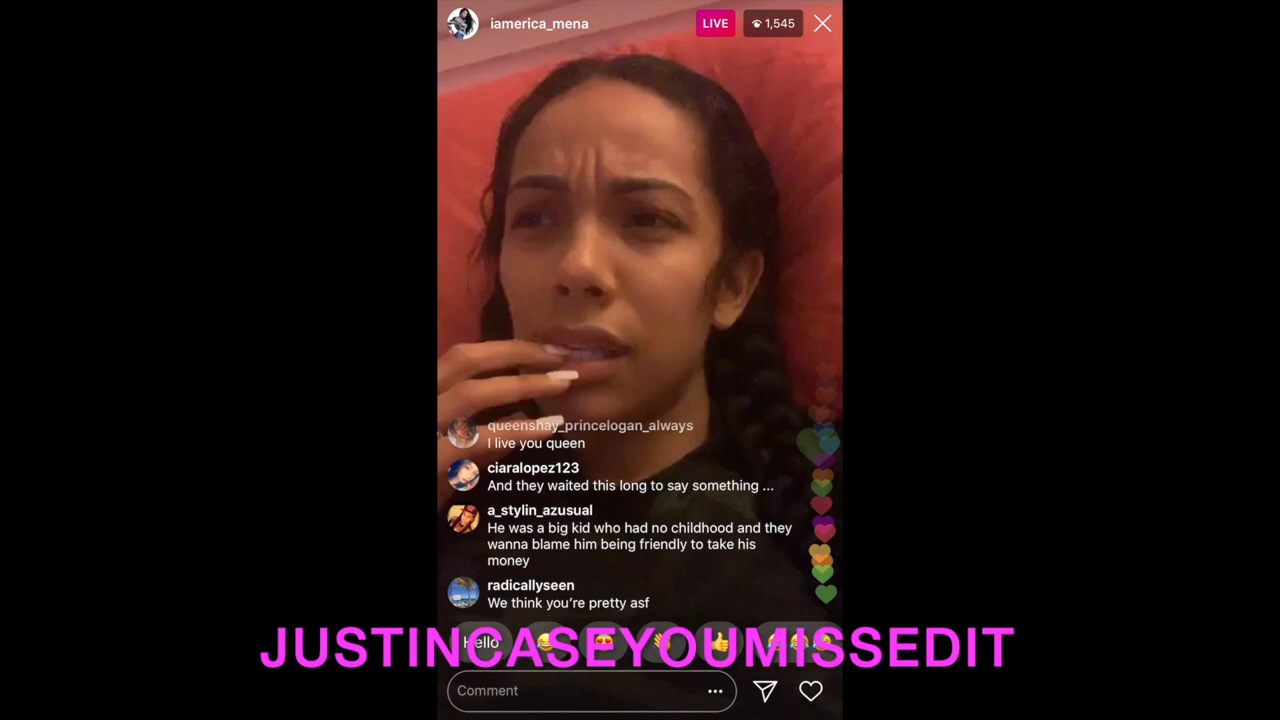 iamerica_mena
LIVE
1,545
queenshay_princelogan_always
I live you queen
ciaralopez123
And they waited this long to say something ...
a_stylin_azusual
He was a big kid who had no childhood and they
wanna blame him being friendly to take his
money
radicallyseen
We think you’re pretty asf
Hello
JUSTINCASEYOUMISSEDIT
Comment